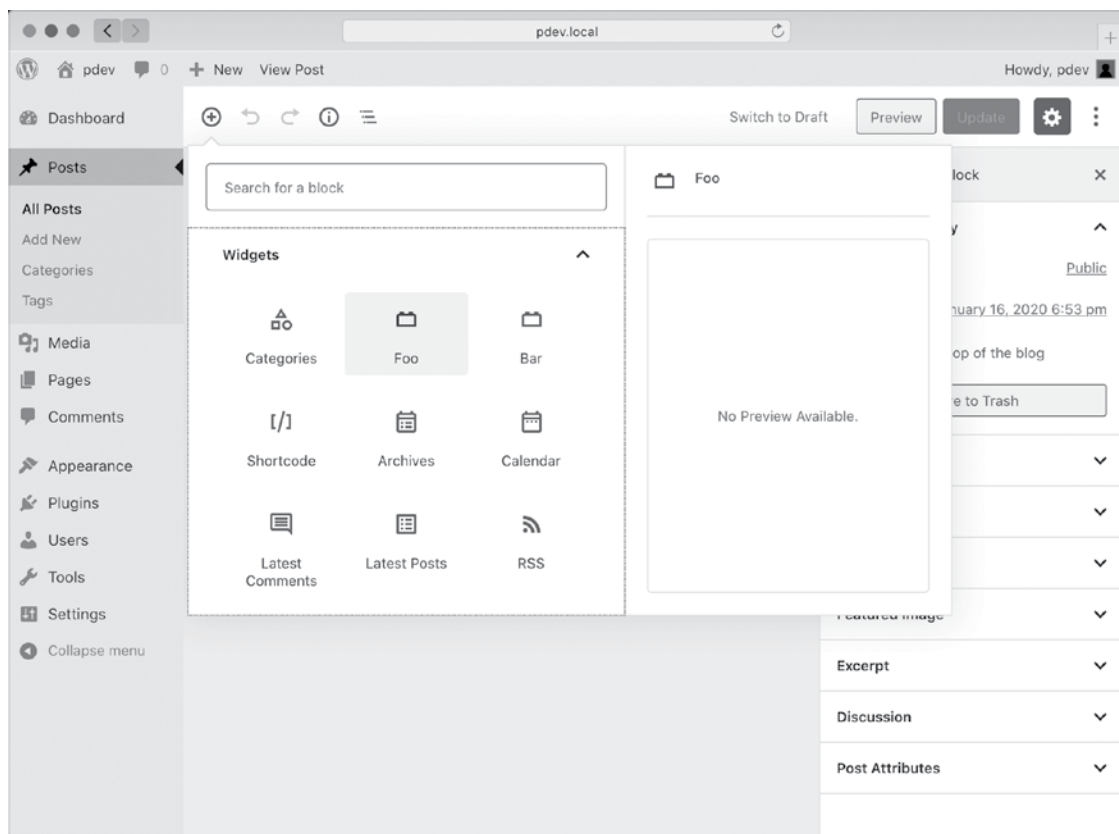 pdev.local
pdev 0 + New View Post Howdy, pdev
Dashboard
Posts
All Posts
Add New
Categories
Tags
Media
Pages
Comments
Appearance
Plugins
Users
Tools
Settings
Collapse menu
Switch to Draft Preview Update
Search for a block
Widgets
Categories Foo Bar
[/]
Shortcode Archives Calendar
Latest Comments
Latest Posts RSS
Foo
No Preview Available.
lock
y
Public
nuary 16, 2020 6:53 pm
op of the blog
e to Trash
Featured Image
Excerpt
Discussion
Post Attributes